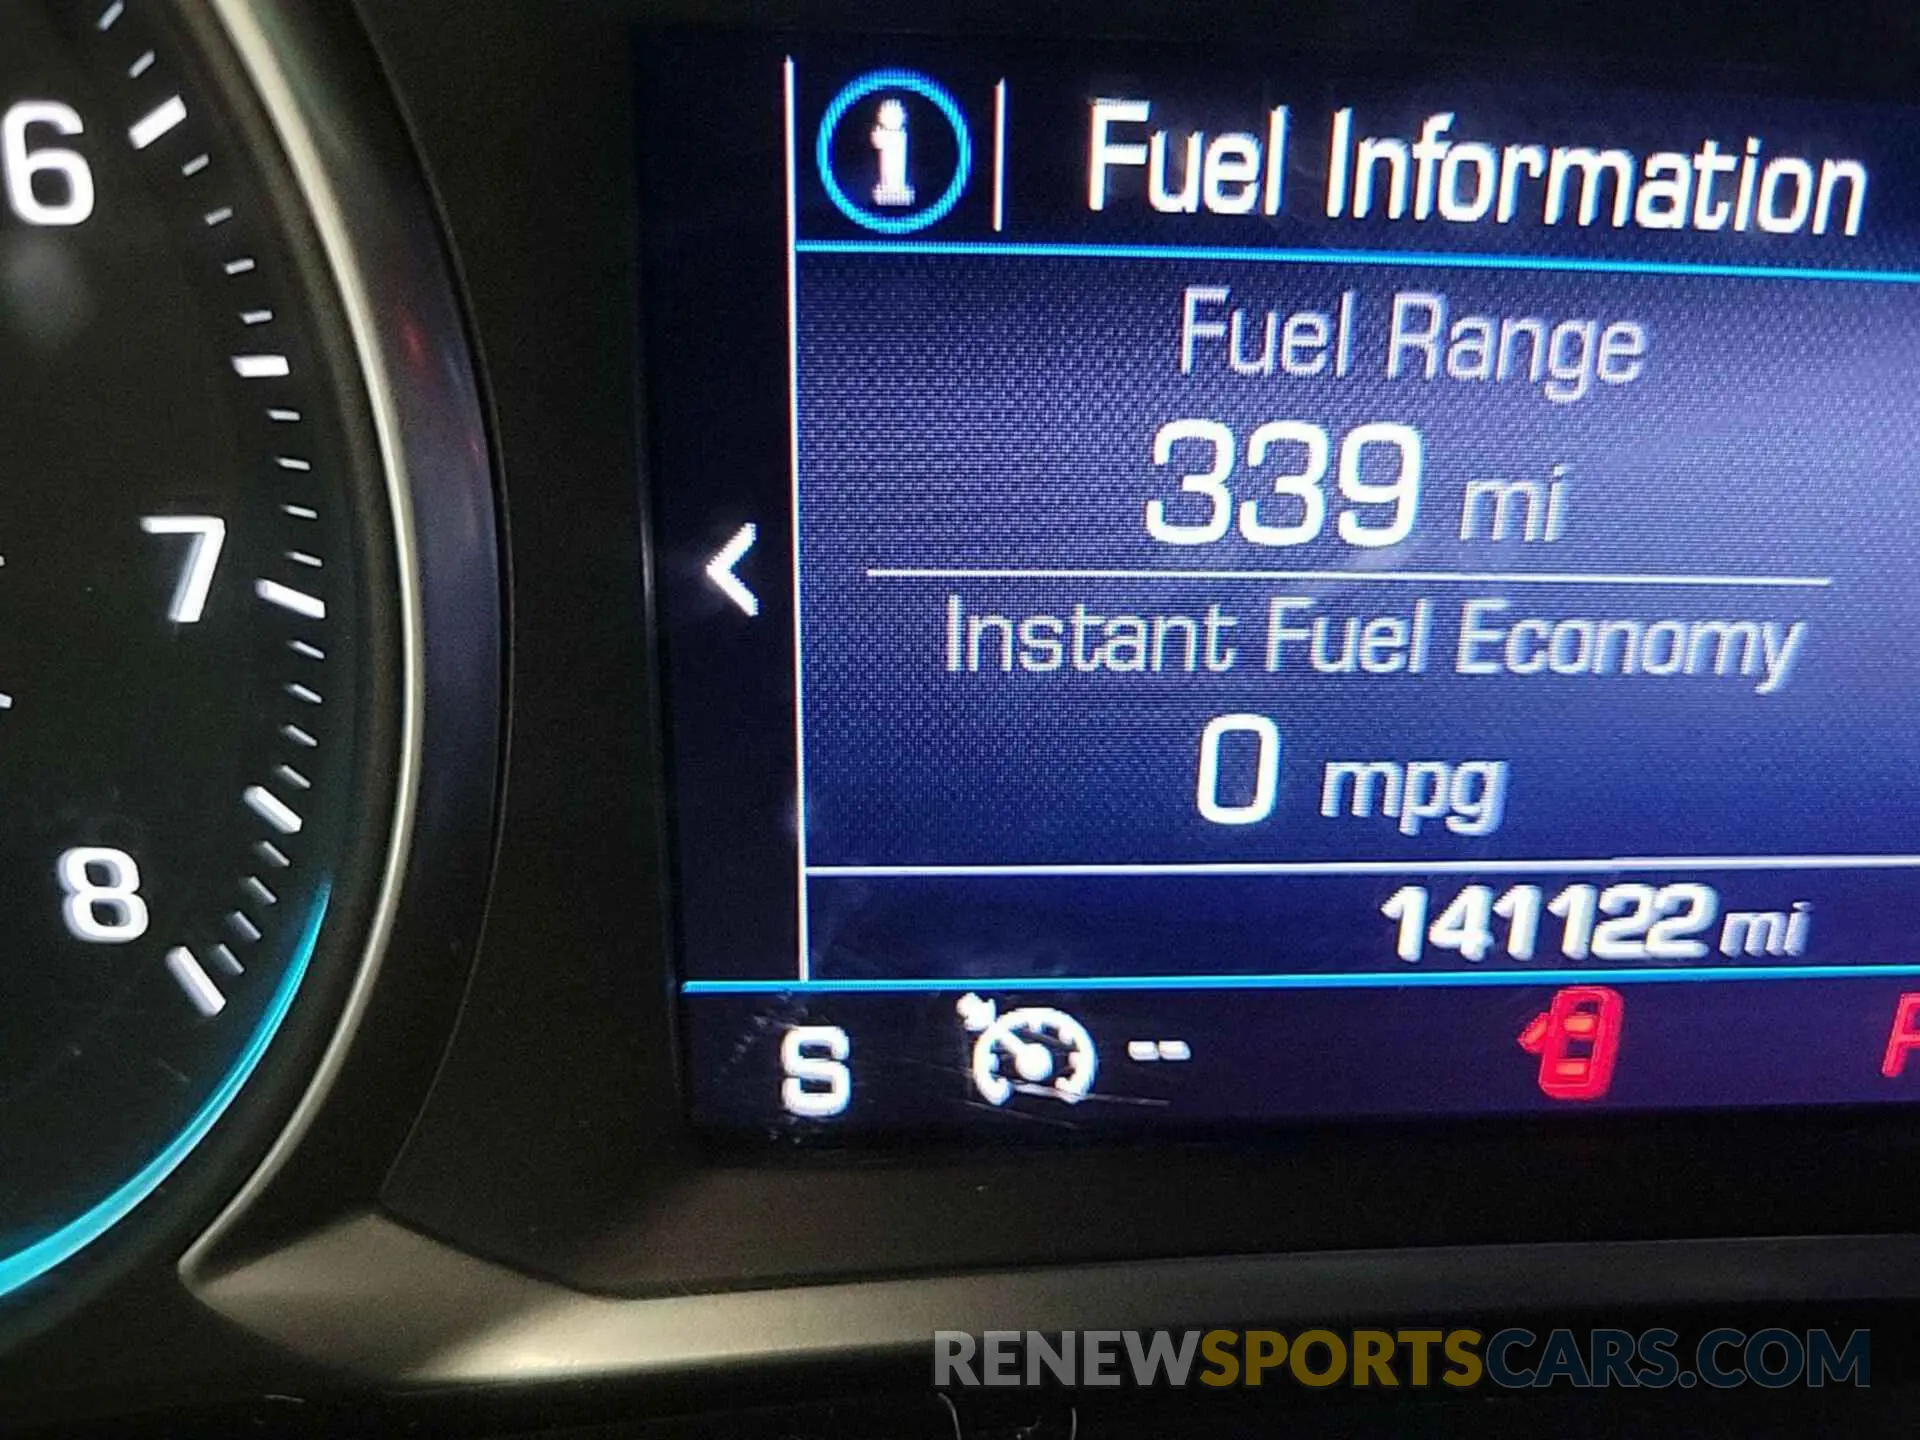 6
7
8
i
Fuel Information
Fuel Range
339 mi
<
Instant Fuel Economy
0 mpg
141122 mi
S
--
P
RENEWSPORTSCARS.COM